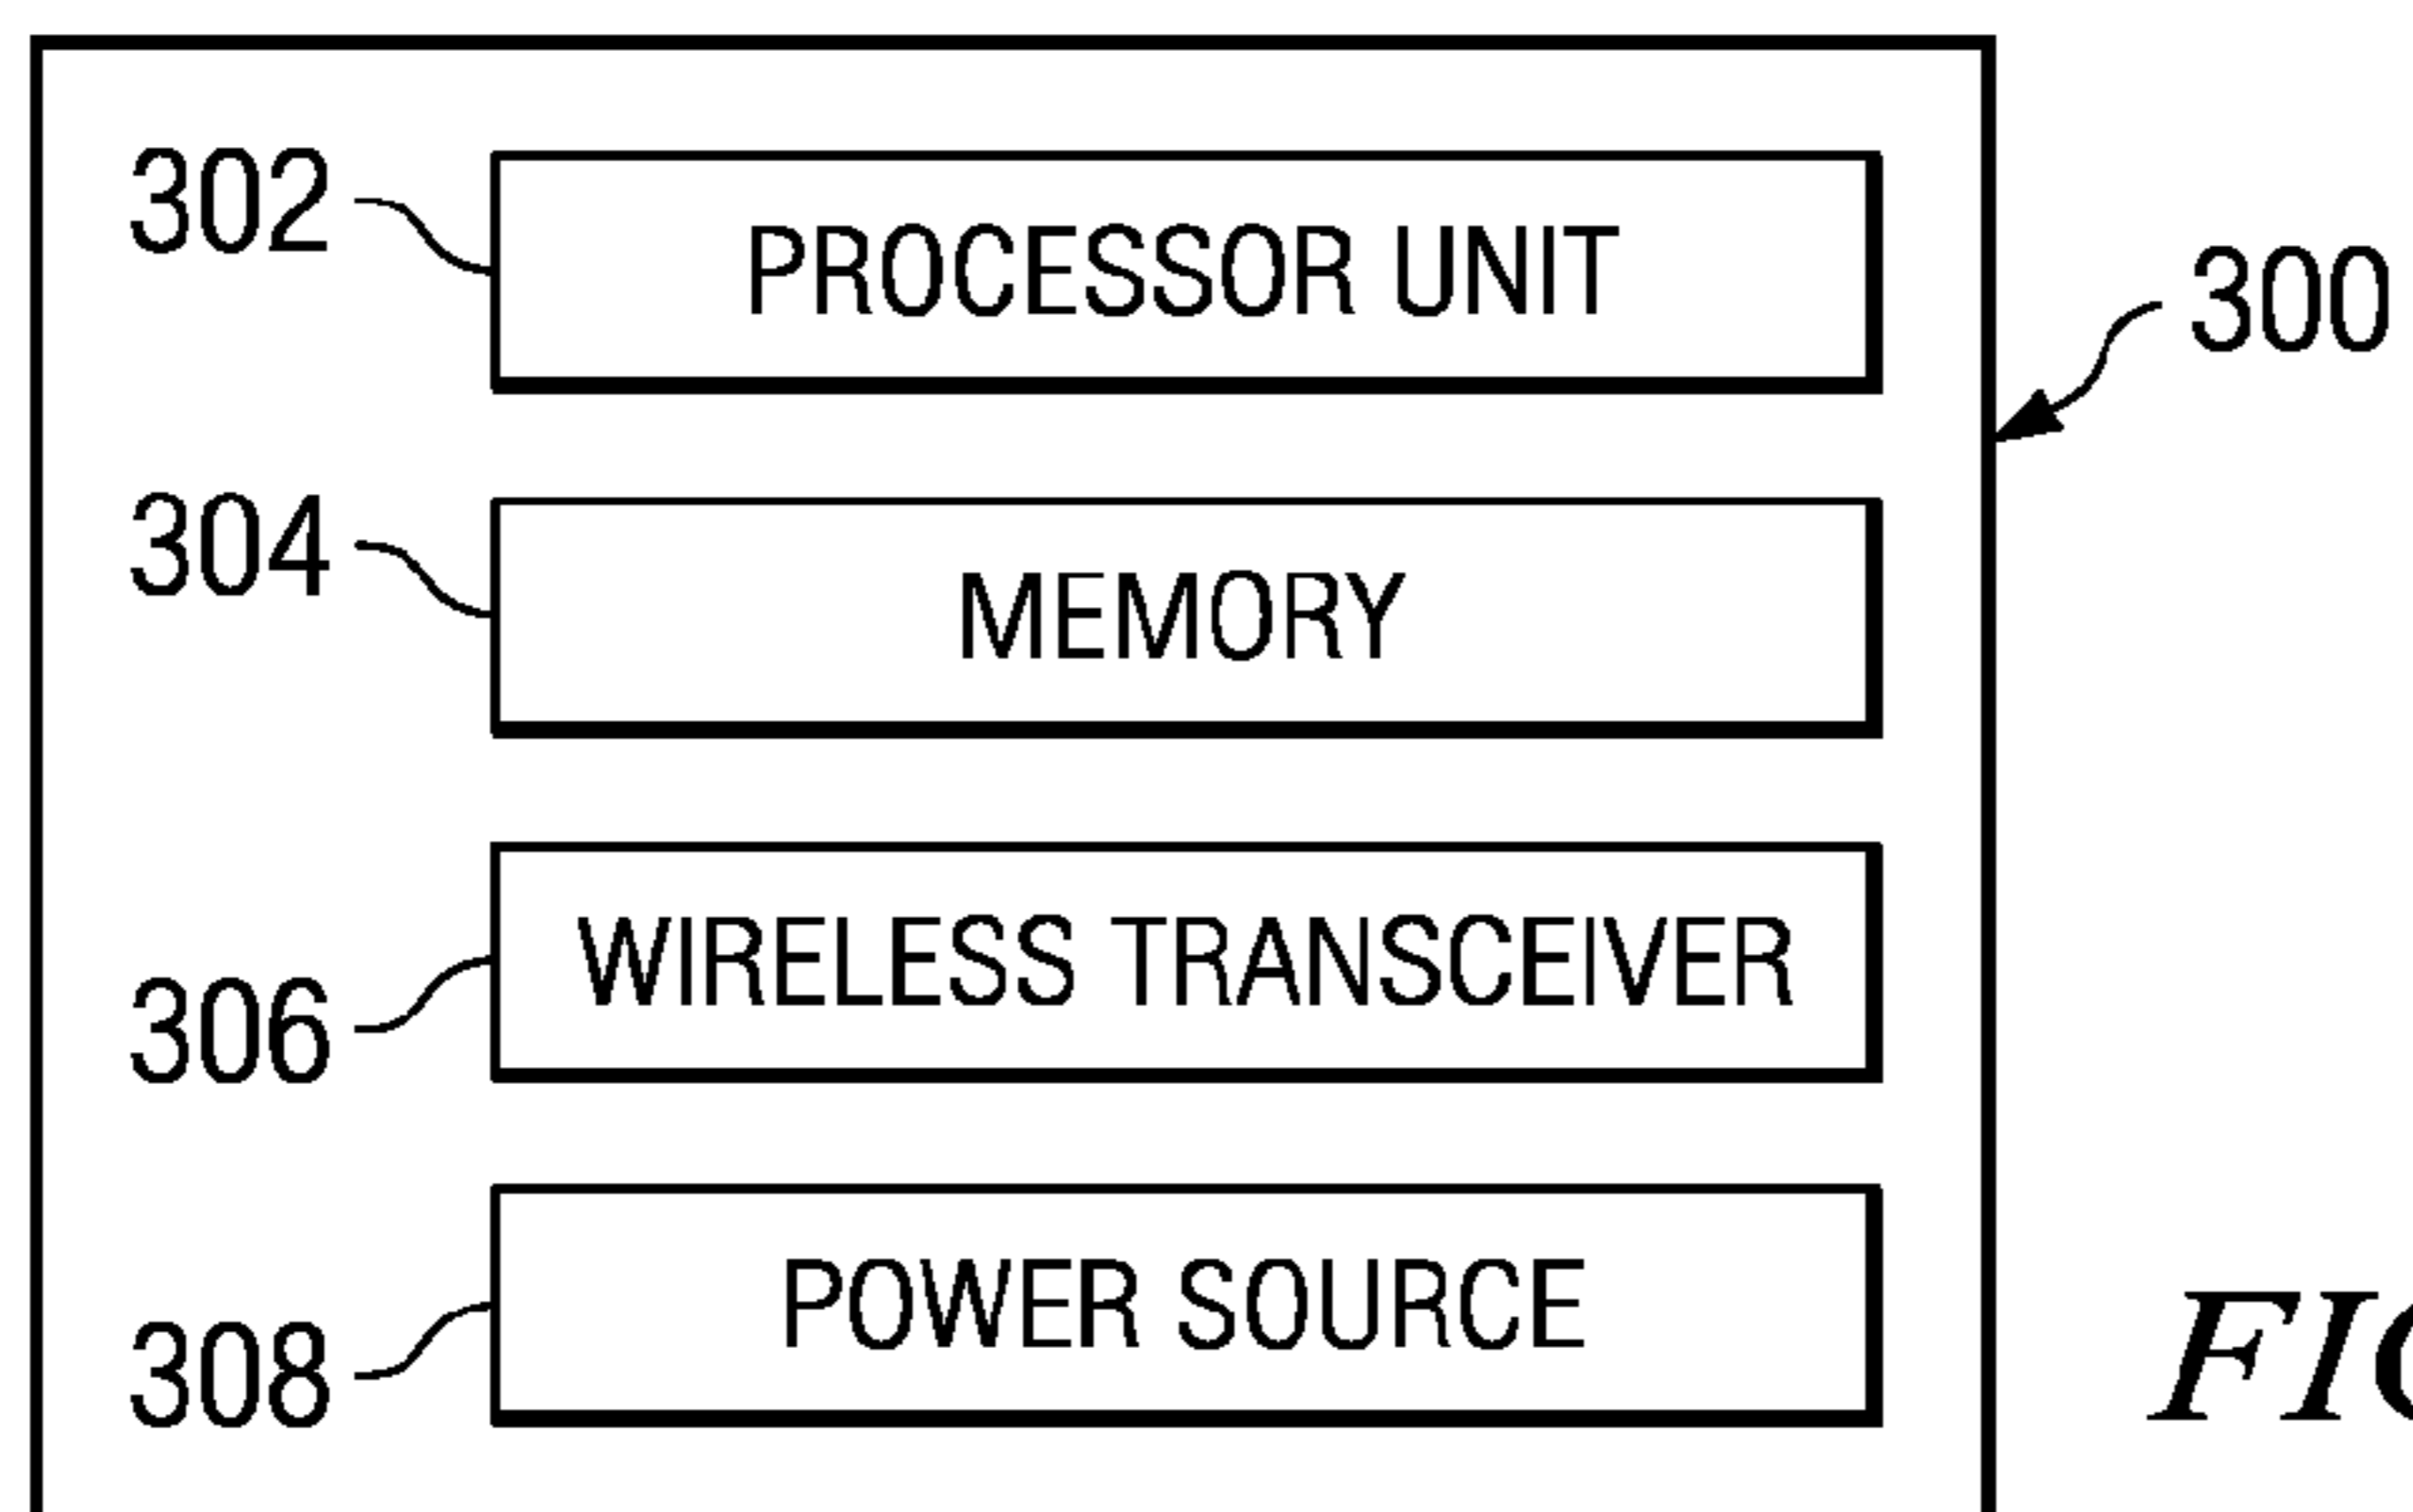 302
PROCESSOR UNIT
300
304
MEMORY
WIRELESS TRANSCEIVER
306
POWER SOURCE
308